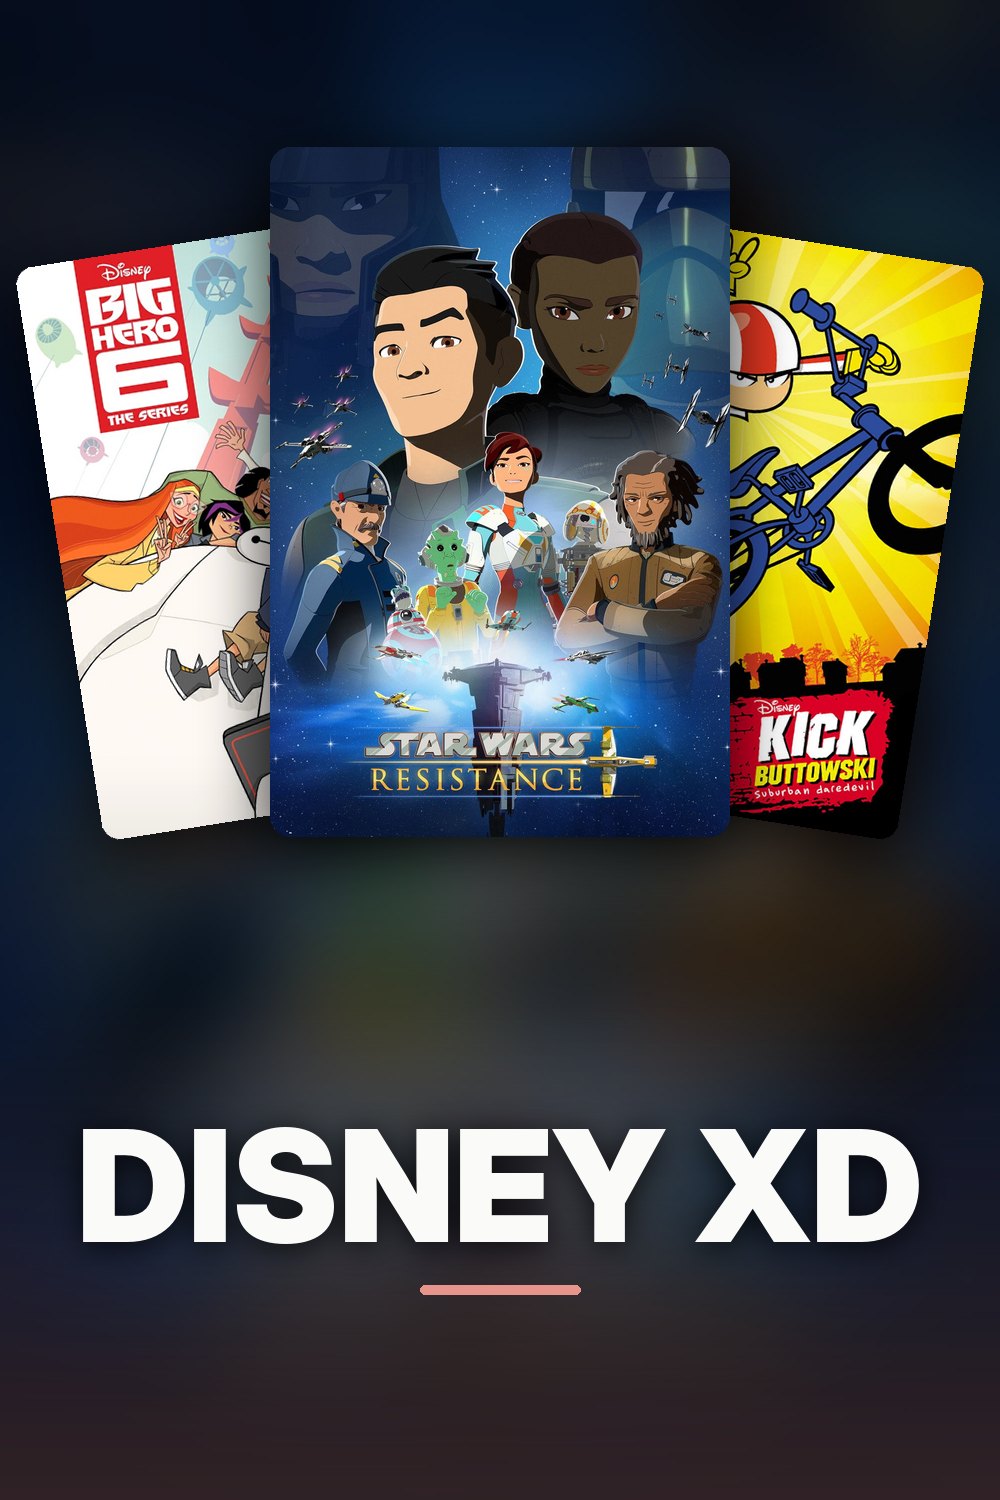 Disney
BIG
HERO
6
THE SERIES
STAR WARS
RESISTANCE
Disney
KICK
BUTTOWSKI
suburban daredevil
DISNEY XD